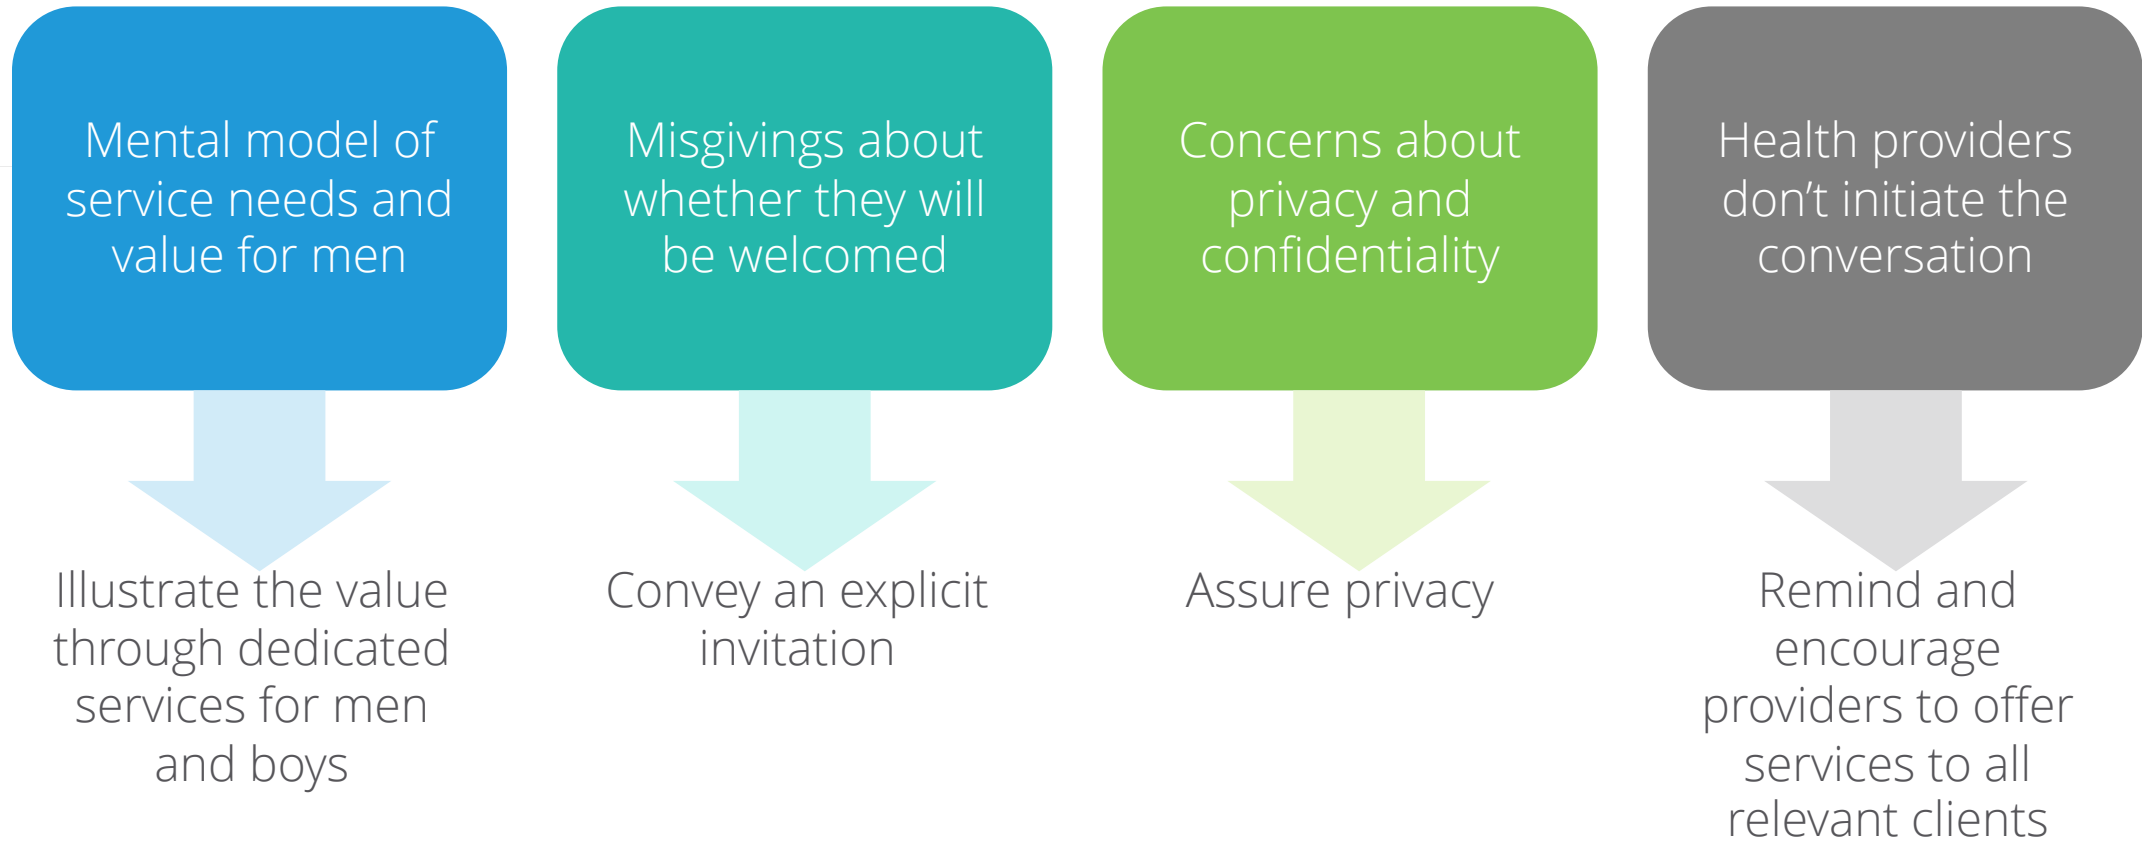 Mental model of
service needs and
value for men
Misgivings about
whether they will
be welcomed
Concerns about
privacy and
confidentiality
Health providers
don’t initiate the
conversation
Illustrate the value
through dedicated
services for men
and boys
Convey an explicit
invitation
Assure privacy
Remind and
encourage
providers to offer
services to all
relevant clients